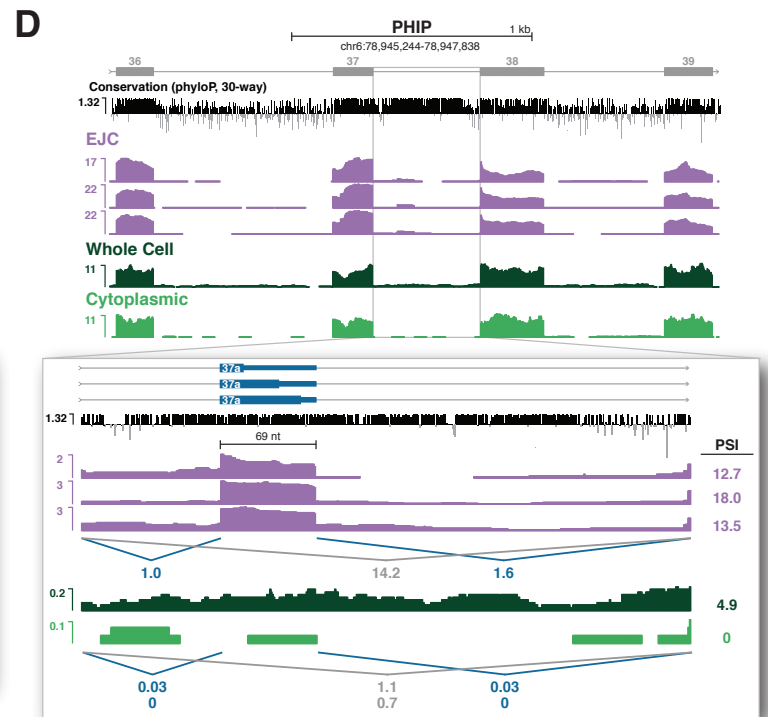 D
PHIP
1 kb
chr6:78,945,244-78,947,838
36 37 38 39
Conservation (phyloP, 30-way)
1.32
EJC
17
22
22
Whole Cell
11
Cytoplasmic
11
37a
37a
37a
1.32
69 nt
PSI
2 12.7
3 18.0
3 13.5
1.0 14.2 1.6
0.2 4.9
0.1 0
0.03 1.1 0.03
0 0.7 0